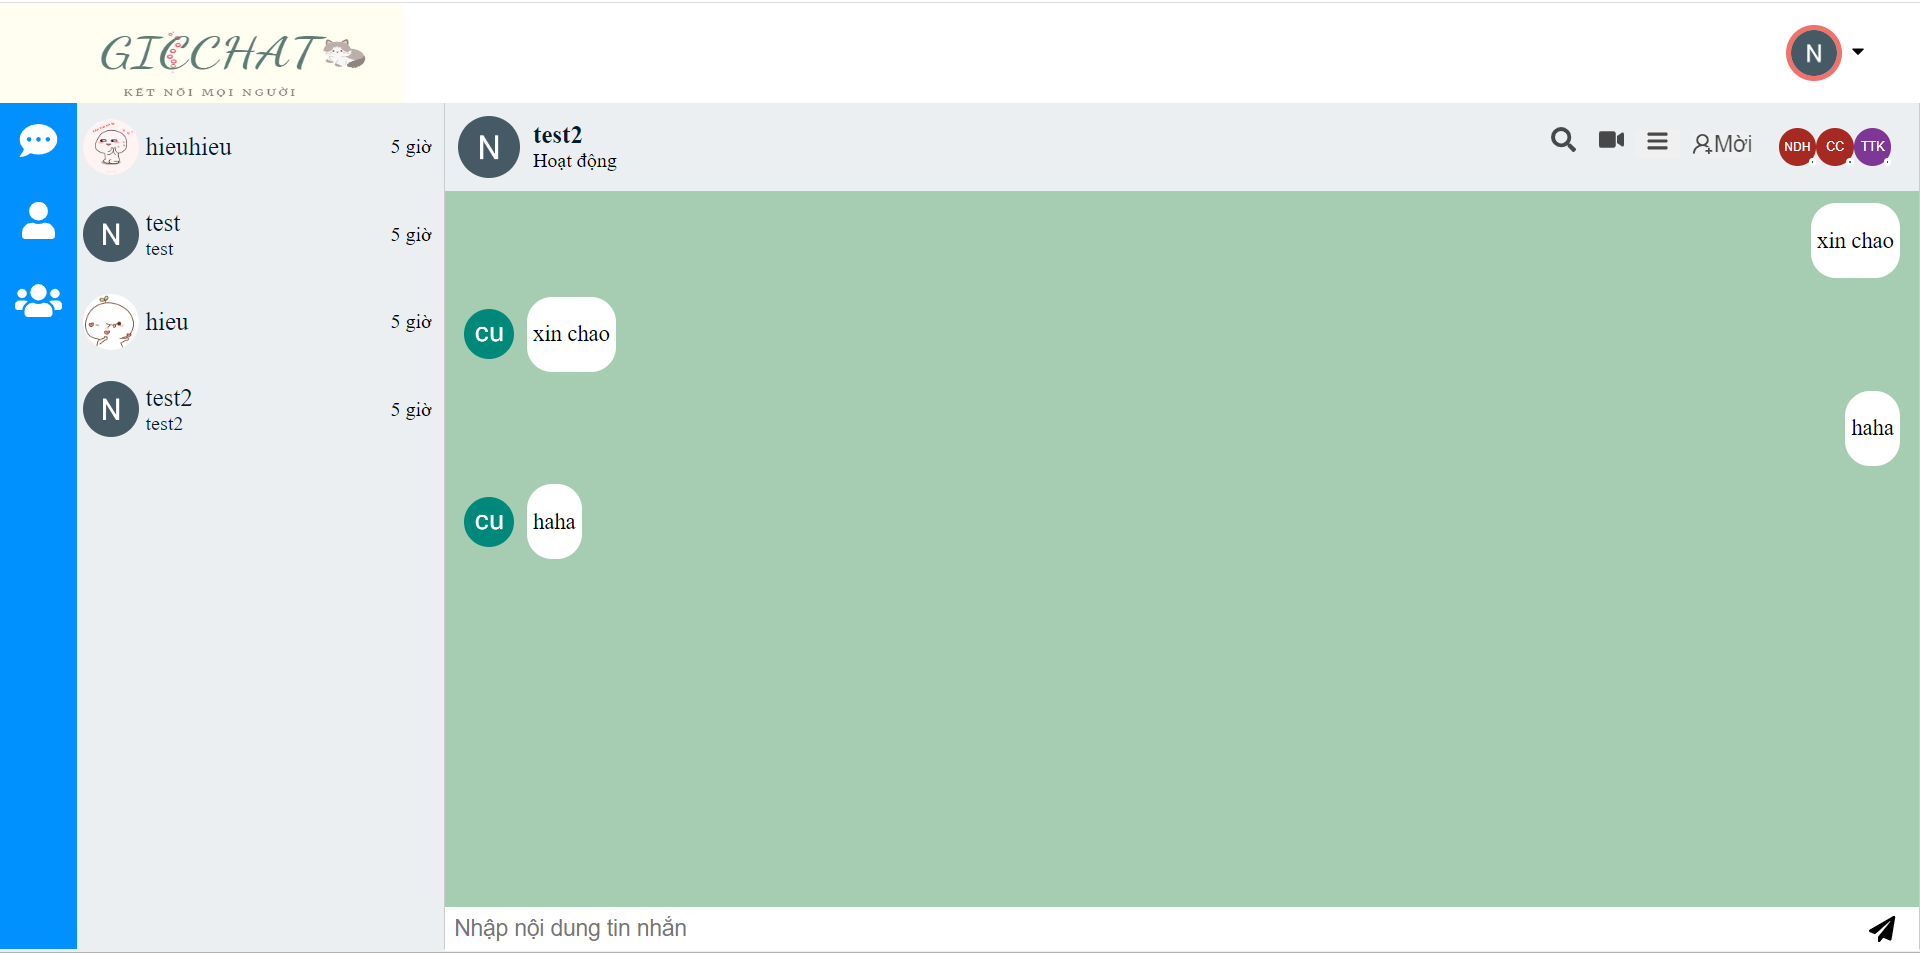 GICCHAT
KẾT NỐI MỌI NGƯỜI
N
hieuhieu
5 giờ
N
test
test
5 giờ
hieu
5 giờ
N
test2
test2
5 giờ
N
test2
Hoạt động
Mời
NDH
CC
TTK
xin chao
cu
xin chao
haha
cu
haha
Nhập nội dung tin nhắn